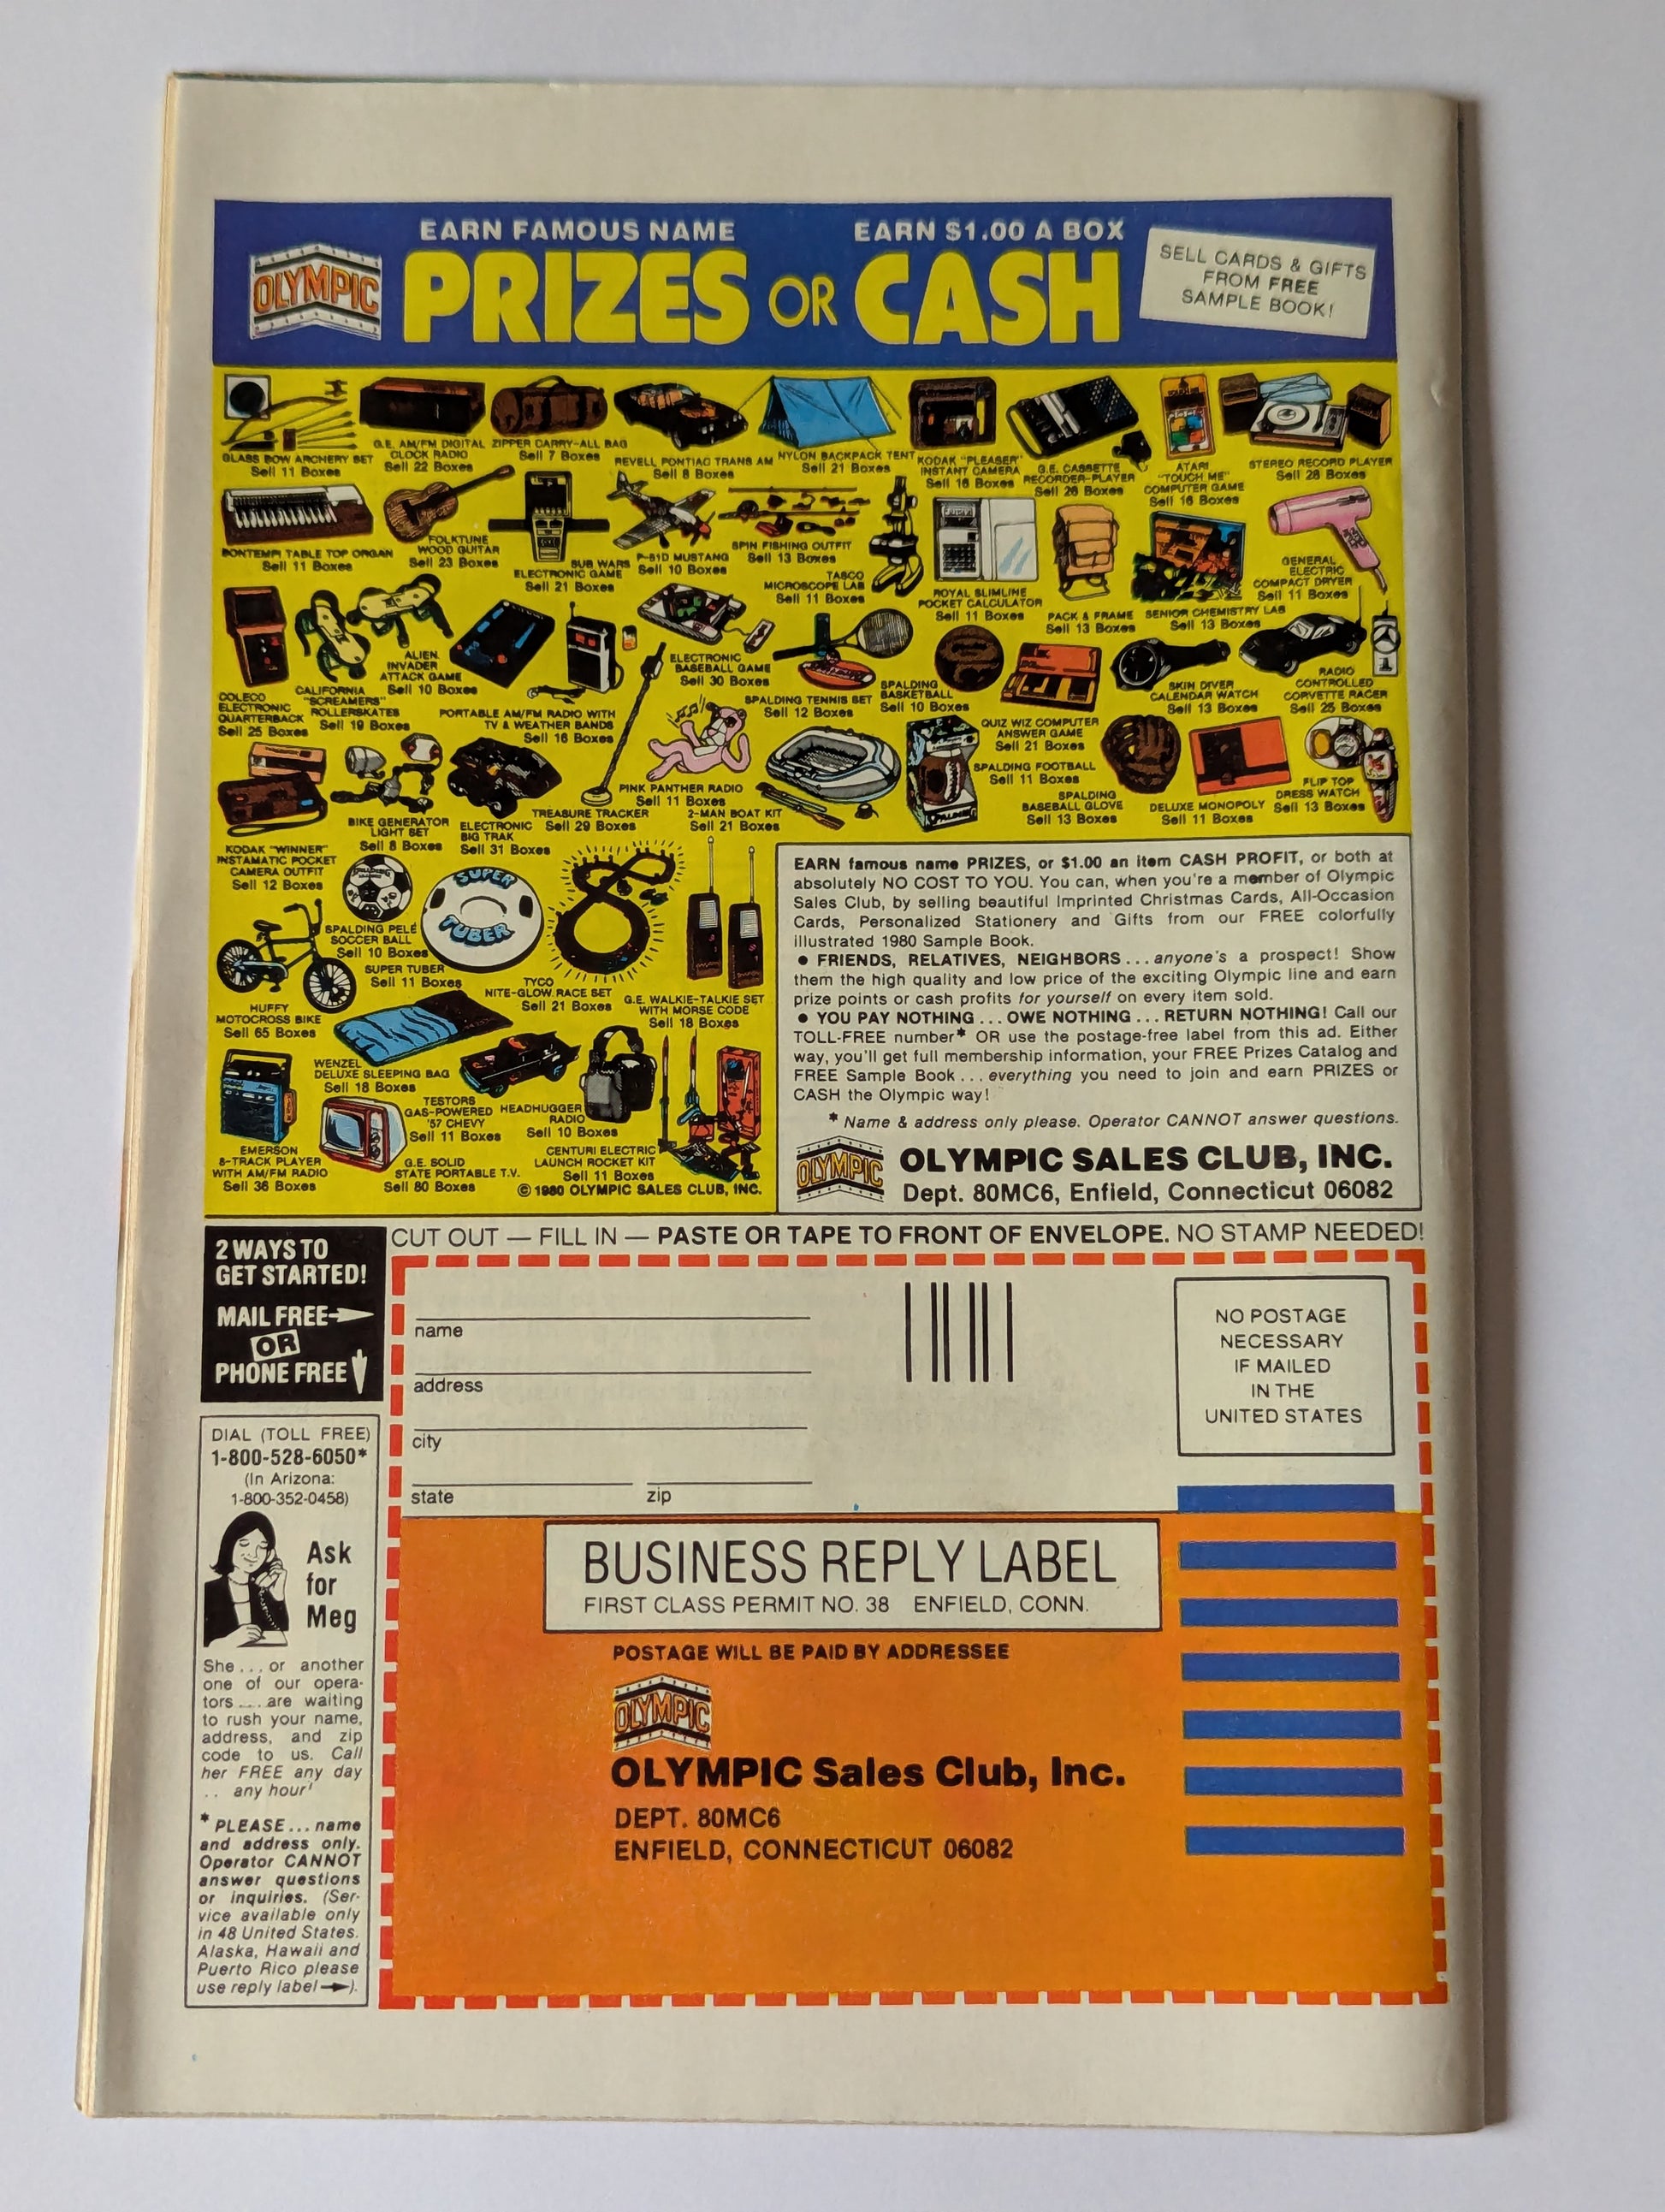 EARN FAMOUS NAME
EARN $1.00 A BOX
OLYMPIC
PRIZES OR CASH
SELL CARDS & GIFTS
FROM FREE
SAMPLE BOOK!
GLASS BOW ARCHERY SET
Sell 11 Boxes
G.E. AM/FM DIGITAL
CLOCK RADIO
Sell 22 Boxes
ZIPPER CARRY-ALL BAG
Sell 7 Boxes
REVELL PONTIAC TRANS AM
Sell 8 Boxes
NYLON BACKPACK TENT
Sell 21 Boxes
KODAK "PLEASER"
INSTANT CAMERA
Sell 16 Boxes
G.E. CASSETTE
RECORDER-PLAYER
Sell 26 Boxes
ATARI
"TOUCH ME"
COMPUTER GAME
Sell 16 Boxes
STEREO RECORD PLAYER
Sell 28 Boxes
BONTEMPI TABLE TOP ORGAN
Sell 11 Boxes
FOLKTUNE
WOOD GUITAR
Sell 23 Boxes
SUB WARS
ELECTRONIC GAME
Sell 21 Boxes
P-51D MUSTANG
Sell 10 Boxes
SPIN FISHING OUTFIT
Sell 13 Boxes
TASCO
MICROSCOPE LAB
Sell 11 Boxes
ROYAL SLIMLINE
POCKET CALCULATOR
Sell 11 Boxes
PACK & FRAME
Sell 13 Boxes
SENIOR CHEMISTRY LAB
Sell 13 Boxes
GENERAL
ELECTRIC
COMPACT DRYER
Sell 11 Boxes
COLECO
ELECTRONIC
QUARTERBACK
Sell 25 Boxes
CALIFORNIA
"SCREAMERS"
ROLLERSKATES
Sell 19 Boxes
ALIEN
INVADER
ATTACK GAME
Sell 10 Boxes
PORTABLE AM/FM RADIO WITH
TV & WEATHER BANDS
Sell 16 Boxes
ELECTRONIC
BASEBALL GAME
Sell 30 Boxes
SPALDING TENNIS SET
Sell 12 Boxes
SPALDING
BASKETBALL
Sell 10 Boxes
QUIZ WIZ COMPUTER
ANSWER GAME
Sell 21 Boxes
SKIN DIVER
CALENDAR WATCH
Sell 13 Boxes
RADIO
CONTROLLED
CORVETTE RACER
Sell 25 Boxes
KODAK "WINNER"
INSTAMATIC POCKET
CAMERA OUTFIT
Sell 12 Boxes
BIKE GENERATOR
LIGHT SET
Sell 8 Boxes
ELECTRONIC
BIG TRAK
Sell 31 Boxes
TREASURE TRACKER
Sell 29 Boxes
PINK PANTHER RADIO
Sell 11 Boxes
2-MAN BOAT KIT
Sell 21 Boxes
SPALDING FOOTBALL
Sell 11 Boxes
SPALDING
BASEBALL GLOVE
Sell 13 Boxes
DELUXE MONOPOLY
Sell 11 Boxes
FLIP TOP
DRESS WATCH
Sell 13 Boxes
SPALDING PELÉ
SOCCER BALL
Sell 10 Boxes
SUPER
TUBER
SUPER TUBER
Sell 11 Boxes
TYCO
NITE-GLOW RACE SET
Sell 21 Boxes
G.E. WALKIE-TALKIE SET
WITH MORSE CODE
Sell 18 Boxes
HUFFY
MOTOCROSS BIKE
Sell 65 Boxes
WENZEL
DELUXE SLEEPING BAG
Sell 18 Boxes
TESTORS
GAS-POWERED
'57 CHEVY
Sell 11 Boxes
HEADHUGGER
RADIO
Sell 10 Boxes
EMERSON
8-TRACK PLAYER
WITH AM/FM RADIO
Sell 36 Boxes
G.E. SOLID
STATE PORTABLE T.V.
Sell 80 Boxes
CENTURI ELECTRIC
LAUNCH ROCKET KIT
Sell 11 Boxes
© 1980 OLYMPIC SALES CLUB, INC.
EARN famous name PRIZES, or $1.00 an item CASH PROFIT, or both at
absolutely NO COST TO YOU. You can, when you're a member of Olympic
Sales Club, by selling beautiful Imprinted Christmas Cards, All-Occasion
Cards, Personalized Stationery and Gifts from our FREE colorfully
illustrated 1980 Sample Book.
• FRIENDS, RELATIVES, NEIGHBORS... anyone's a prospect! Show
them the high quality and low price of the exciting Olympic line and earn
prize points or cash profits for yourself on every item sold.
• YOU PAY NOTHING... OWE NOTHING... RETURN NOTHING! Call our
TOLL-FREE number* OR use the postage-free label from this ad. Either
way, you'll get full membership information, your FREE Prizes Catalog and
FREE Sample Book... everything you need to join and earn PRIZES or
CASH the Olympic way!
* Name & address only please. Operator CANNOT answer questions.
OLYMPIC
OLYMPIC SALES CLUB, INC.
Dept. 80MC6, Enfield, Connecticut 06082
2 WAYS TO
GET STARTED!
MAIL FREE
OR
PHONE FREE
CUT OUT — FILL IN — PASTE OR TAPE TO FRONT OF ENVELOPE. NO STAMP NEEDED!
name
address
city
state zip
NO POSTAGE
NECESSARY
IF MAILED
IN THE
UNITED STATES
DIAL (TOLL FREE)
1-800-528-6050*
(In Arizona:
1-800-352-0458)
Ask
for
Meg
She... or another
one of our opera-
tors.... are waiting
to rush your name,
address, and zip
code to us. Call
her FREE any day
.. any hour!
* PLEASE... name
and address only.
Operator CANNOT
answer questions
or inquiries. (Ser-
vice available only
in 48 United States.
Alaska, Hawaii and
Puerto Rico please
use reply label →).
BUSINESS REPLY LABEL
FIRST CLASS PERMIT NO. 38 ENFIELD, CONN.
POSTAGE WILL BE PAID BY ADDRESSEE
OLYMPIC
OLYMPIC Sales Club, Inc.
DEPT. 80MC6
ENFIELD, CONNECTICUT 06082